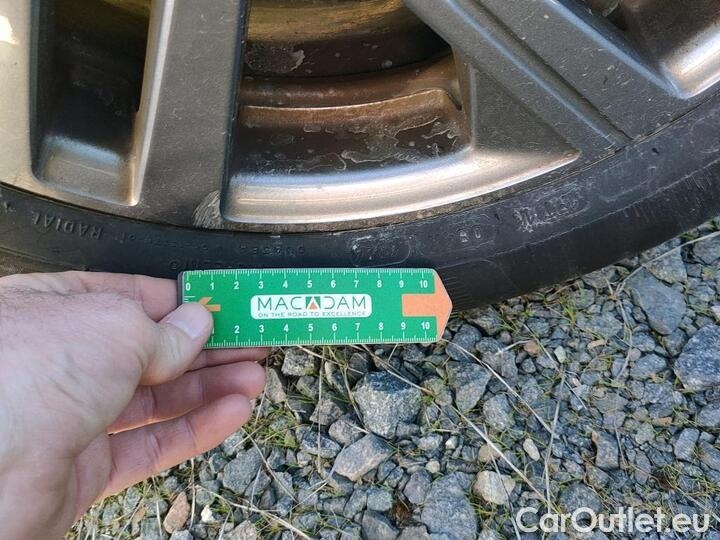 RADIAL
0 1 2 3 4 5 6 7 8 9 10
MACADAM
ON THE ROAD TO EXCELLENCE
2 3 4 5 6 7 8 9 10
CarOutlet.eu